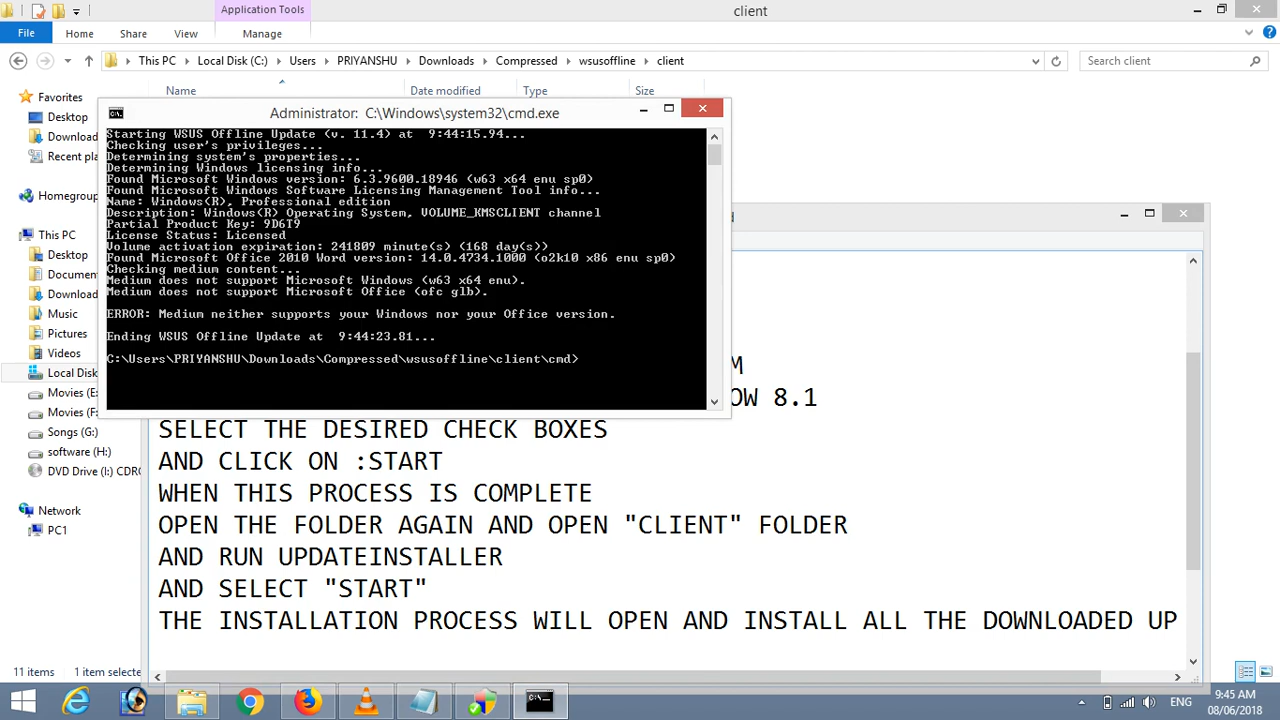 Application Tools
client
File
Home
Share
View
Manage
This PC
Local Disk (C:)
Users
PRIYANSHU
Downloads
Compressed
wsusoffline
client
Search client
Name
Date modified
Type
Size
Favorites
Desktop
Download
Recent pla
Homegroup
This PC
Desktop
Document
Download
Music
Pictures
Videos
Local Disk
Movies (E:
Movies (F:
Songs (G:)
software (H:)
DVD Drive (I:) CDRO
Network
PC1
11 items
1 item selecte
Administrator: C:\Windows\system32\cmd.exe
Starting WSUS Offline Update (v. 11.4) at 9:44:15.94...
Checking user's privileges...
Determining system's properties...
Determining Windows licensing info...
Found Microsoft Windows version: 6.3.9600.18946 (w63 x64 enu sp0)
Found Microsoft Windows Software Licensing Management Tool info...
Name: Windows(R), Professional edition
Description: Windows(R) Operating System, VOLUME_KMSCLIENT channel
Partial Product Key: 9D6T9
License Status: Licensed
Volume activation expiration: 241809 minute(s) (168 day(s))
Found Microsoft Office 2010 Word version: 14.0.4734.1000 (o2k10 x86 enu sp0)
Checking medium content...
Medium does not support Microsoft Windows (w63 x64 enu).
Medium does not support Microsoft Office (ofc glb).
ERROR: Medium neither supports your Windows nor your Office version.
Ending WSUS Offline Update at 9:44:23.81...
C:\Users\PRIYANSHU\Downloads\Compressed\wsusoffline\client\cmd>
M
OW 8.1
SELECT THE DESIRED CHECK BOXES
AND CLICK ON :START
WHEN THIS PROCESS IS COMPLETE
OPEN THE FOLDER AGAIN AND OPEN "CLIENT" FOLDER
AND RUN UPDATEINSTALLER
AND SELECT "START"
THE INSTALLATION PROCESS WILL OPEN AND INSTALL ALL THE DOWNLOADED UP
ENG
9:45 AM
08/06/2018